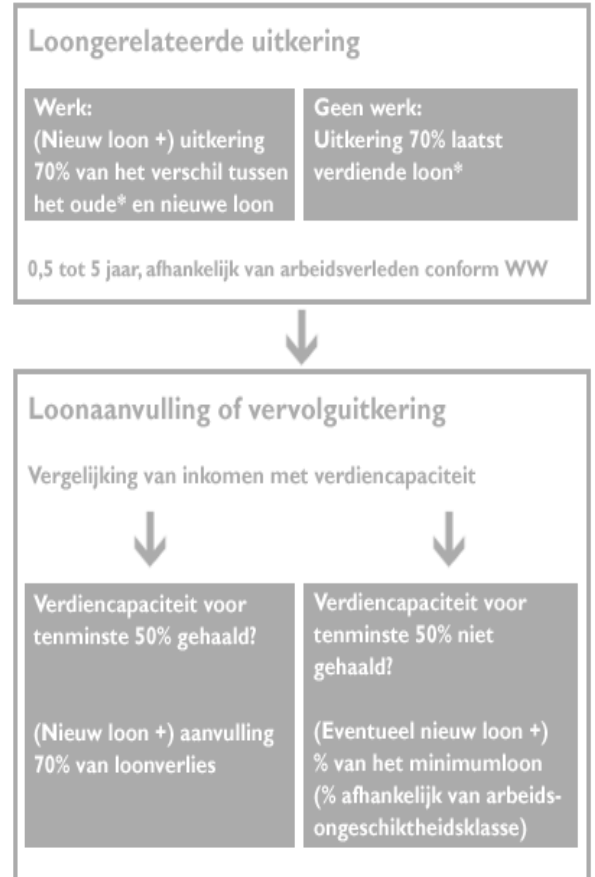 Loongerelateerde uitkering
Werk:
(Nieuw loon +) uitkering
70% van het verschil tussen
het oude* en nieuwe loon
Geen werk:
Uitkering 70% laatst
verdiende loon*
0,5 tot 5 jaar, afhankelijk van arbeidsverleden conform WW
Loonaanvulling of vervolguitkering
Vergelijking van inkomen met verdiencapaciteit
Verdiencapaciteit voor
tenminste 50% gehaald?
(Nieuw loon +) aanvulling
70% van loonverlies
Verdiencapaciteit voor
tenminste 50% niet
gehaald?
(Eventueel nieuw loon +)
% van het minimumloon
(% afhankelijk van arbeids-
ongeschiktheidsklasse)